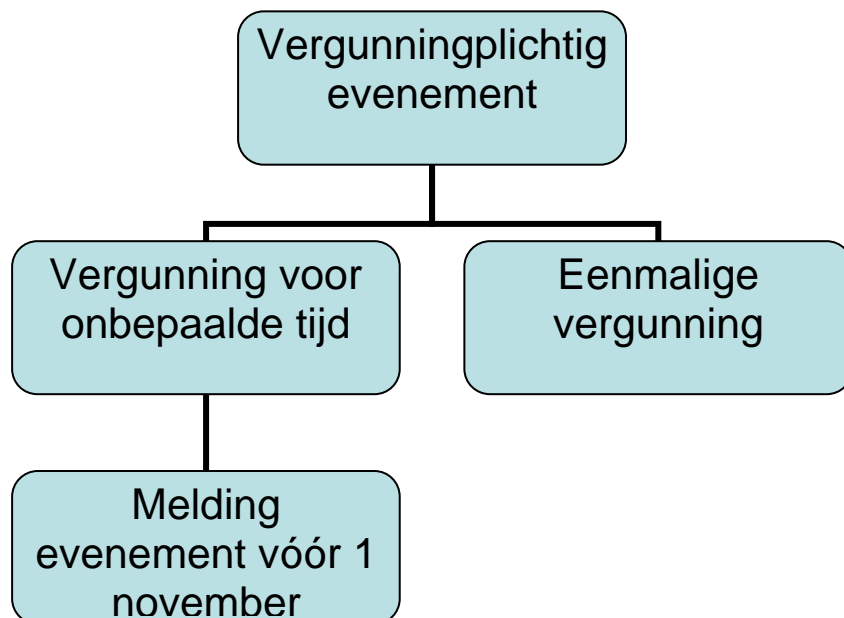 Vergunningplichtig
evenement
Vergunning voor
onbepaalde tijd
Eenmalige
vergunning
Melding
evenement vóór 1
november